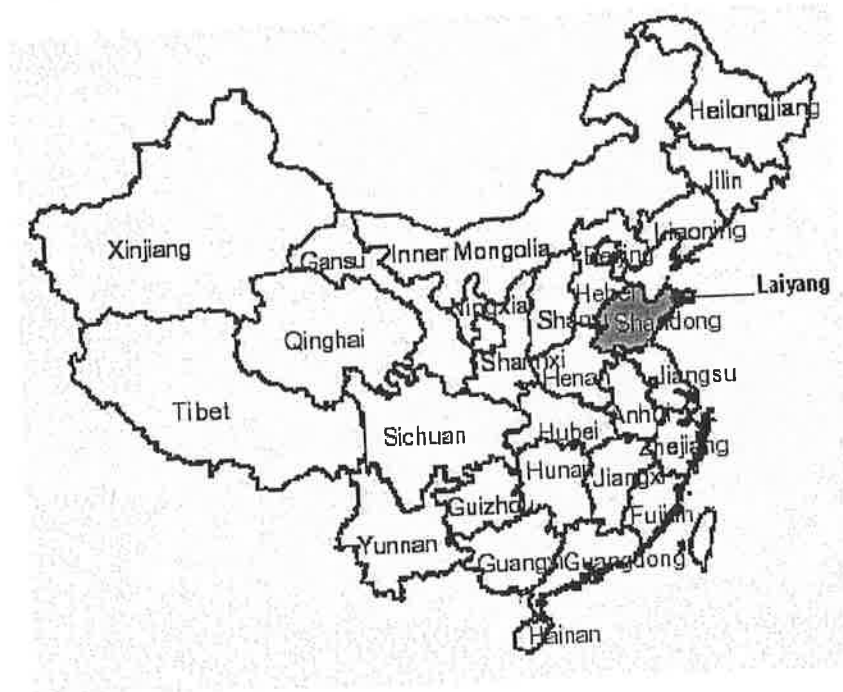 Heilongjiang
Jilin
Liaoning
Xinjiang
Gansu
Inner Mongolia
Beijing
Laiyang
Hebei
Ningxia
Shanxi
Shandong
Qinghai
Shannxi
Henan
Jiangsu
Tibet
Sichuan
Anhui
Hubei
Zhejiang
Hunan
Jiangxi
Guizhou
Fujian
Yunnan
Guangxi
Guangdong
Hainan